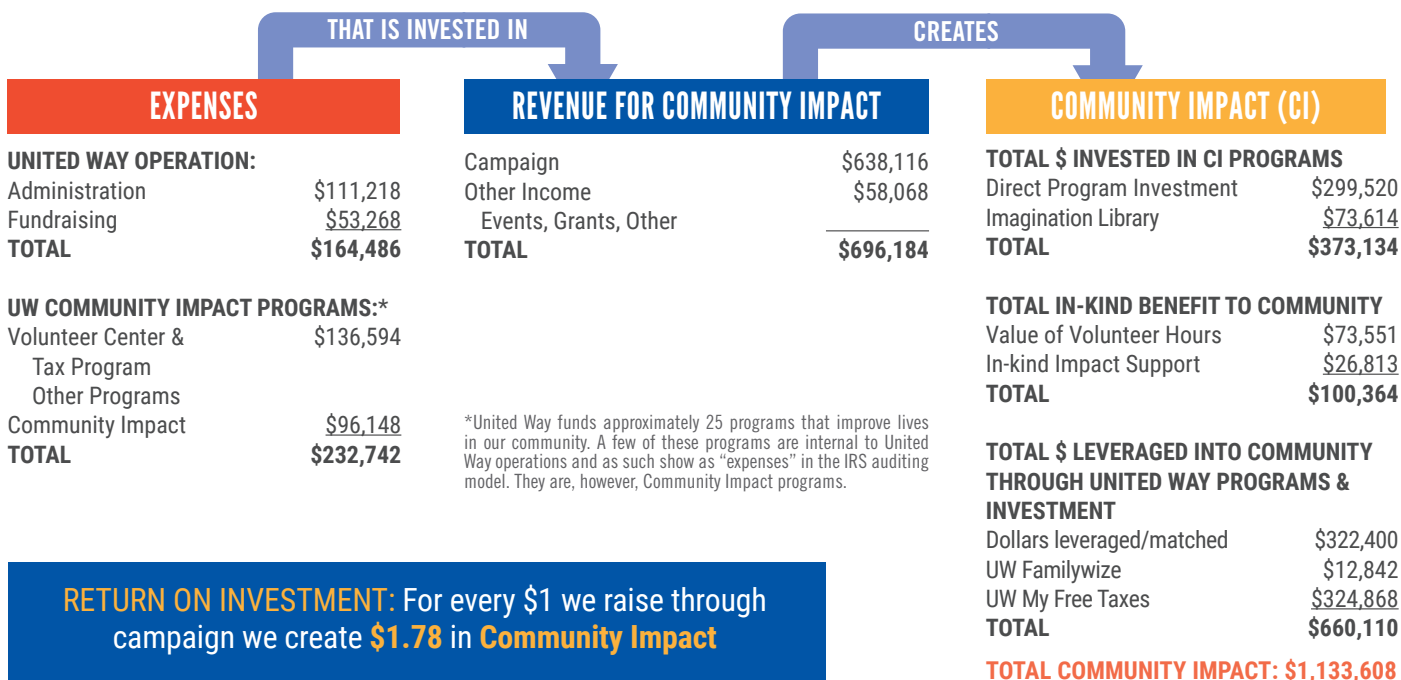 THAT IS INVESTED IN
CREATES
EXPENSES
UNITED WAY OPERATION:
Administration $111,218
Fundraising $53,268
TOTAL $164,486
UW COMMUNITY IMPACT PROGRAMS:*
Volunteer Center & $136,594
Tax Program
Other Programs
Community Impact $96,148
TOTAL $232,742
REVENUE FOR COMMUNITY IMPACT
Campaign $638,116
Other Income $58,068
Events, Grants, Other
TOTAL $696,184
*United Way funds approximately 25 programs that improve lives
in our community. A few of these programs are internal to United
Way operations and as such show as “expenses” in the IRS auditing
model. They are, however, Community Impact programs.
COMMUNITY IMPACT (CI)
TOTAL $ INVESTED IN CI PROGRAMS
Direct Program Investment $299,520
Imagination Library $73,614
TOTAL $373,134
TOTAL IN-KIND BENEFIT TO COMMUNITY
Value of Volunteer Hours $73,551
In-kind Impact Support $26,813
TOTAL $100,364
TOTAL $ LEVERAGED INTO COMMUNITY
THROUGH UNITED WAY PROGRAMS &
INVESTMENT
Dollars leveraged/matched $322,400
UW Familywize $12,842
UW My Free Taxes $324,868
TOTAL $660,110
TOTAL COMMUNITY IMPACT: $1,133,608
RETURN ON INVESTMENT: For every $1 we raise through
campaign we create $1.78 in Community Impact